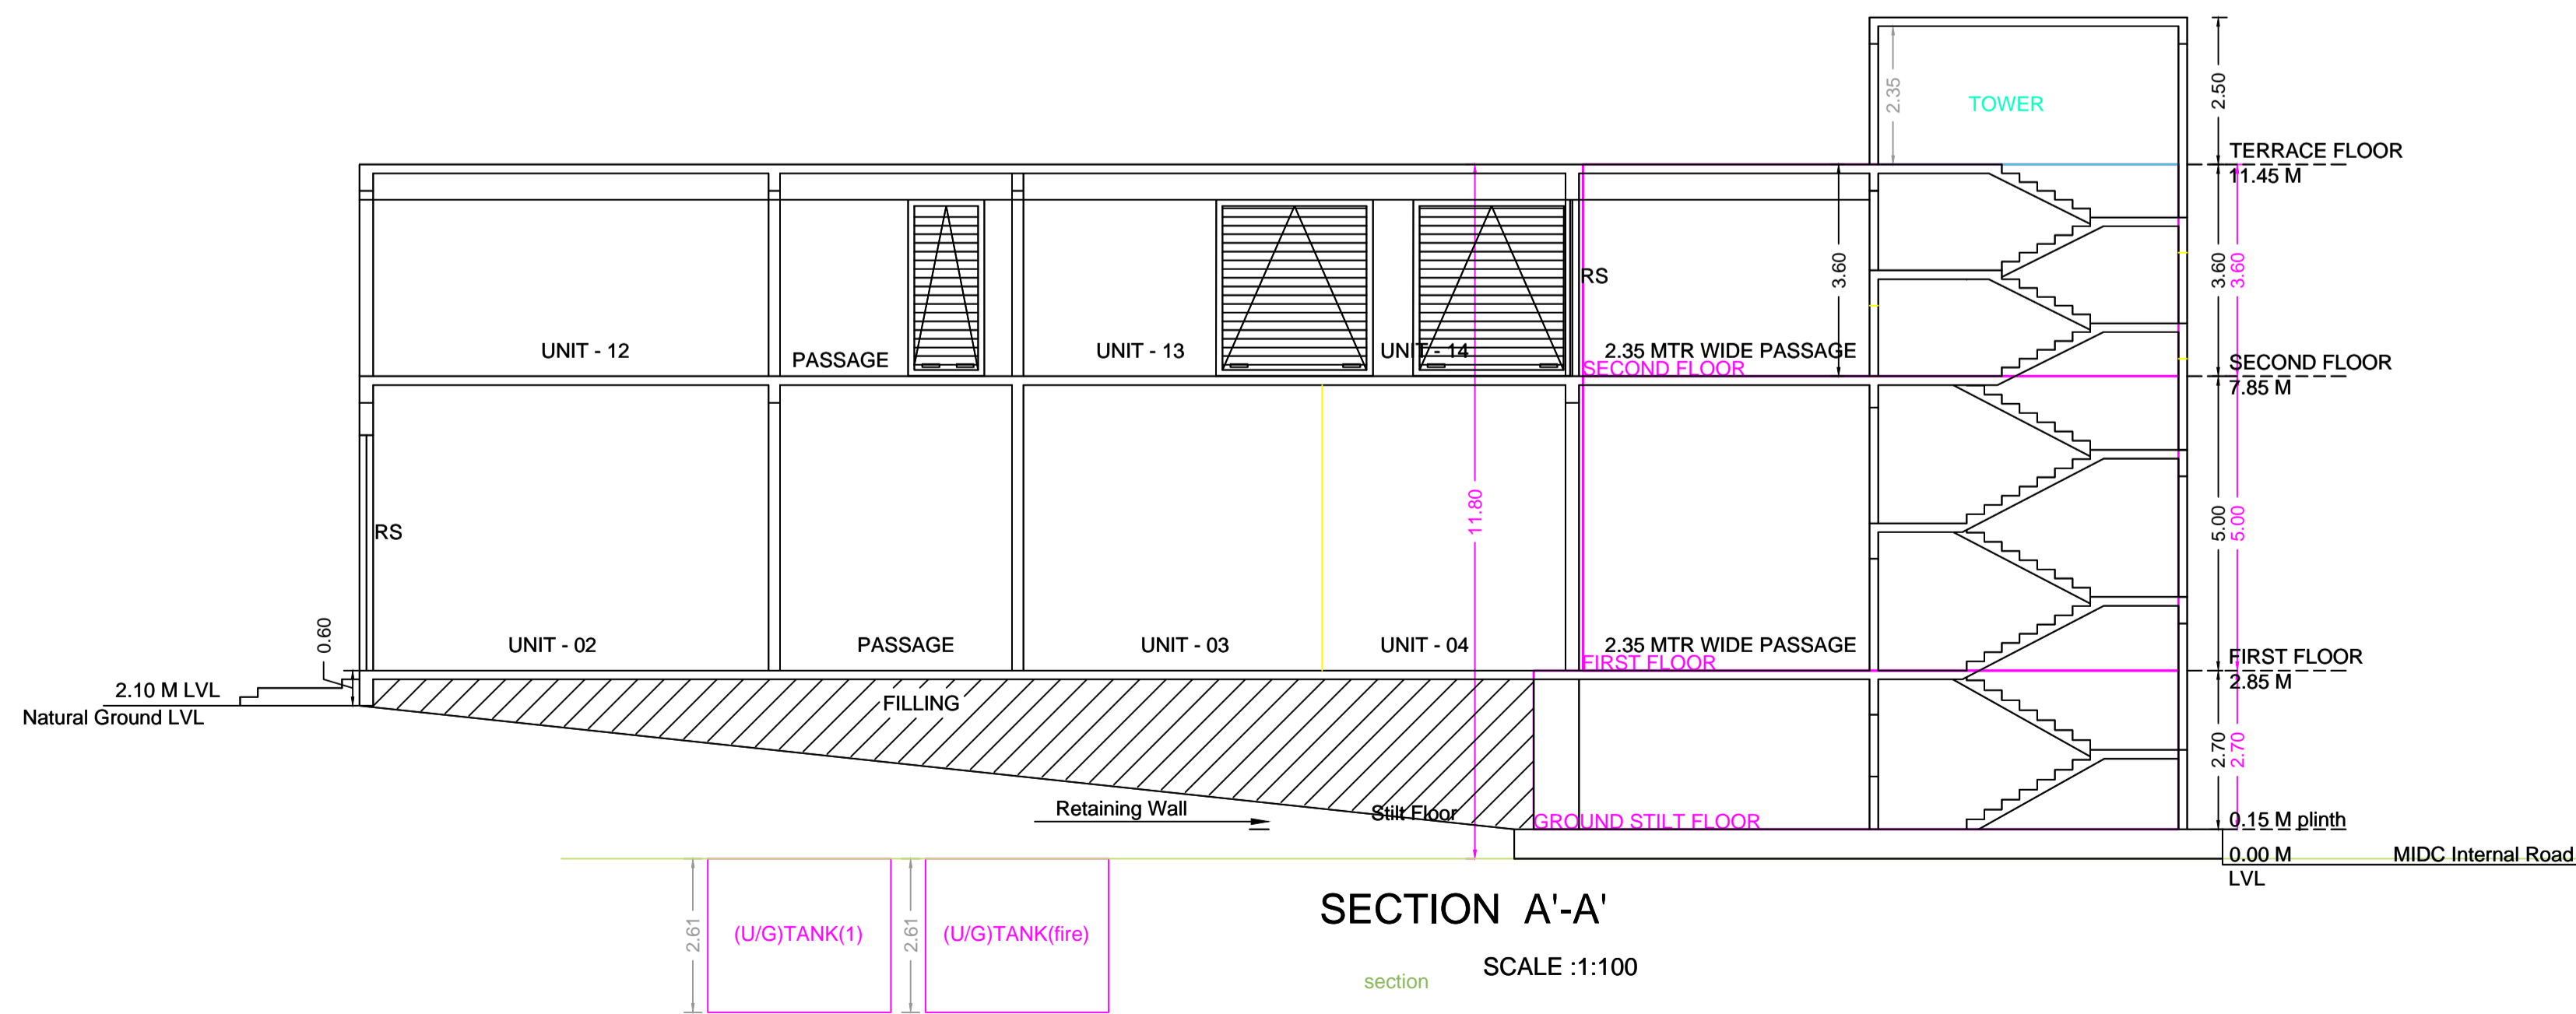 2.50
2.35
TOWER
TERRACE FLOOR
11.45 M
3.60
3.60
3.60
RS
UNIT - 12
PASSAGE
UNIT - 13
UNIT - 14
2.35 MTR WIDE PASSAGE
SECOND FLOOR
SECOND FLOOR
7.85 M
11.80
5.00
5.00
RS
0.60
UNIT - 02
PASSAGE
UNIT - 03
UNIT - 04
2.35 MTR WIDE PASSAGE
FIRST FLOOR
FIRST FLOOR
2.85 M
2.10 M LVL
Natural Ground LVL
FILLING
2.70
2.70
Retaining Wall
Stilt Floor
GROUND STILT FLOOR
0.15 M plinth
0.00 M
LVL
MIDC Internal Road
2.61
(U/G)TANK(1)
2.61
(U/G)TANK(fire)
SECTION A'-A'
SCALE :1:100
section